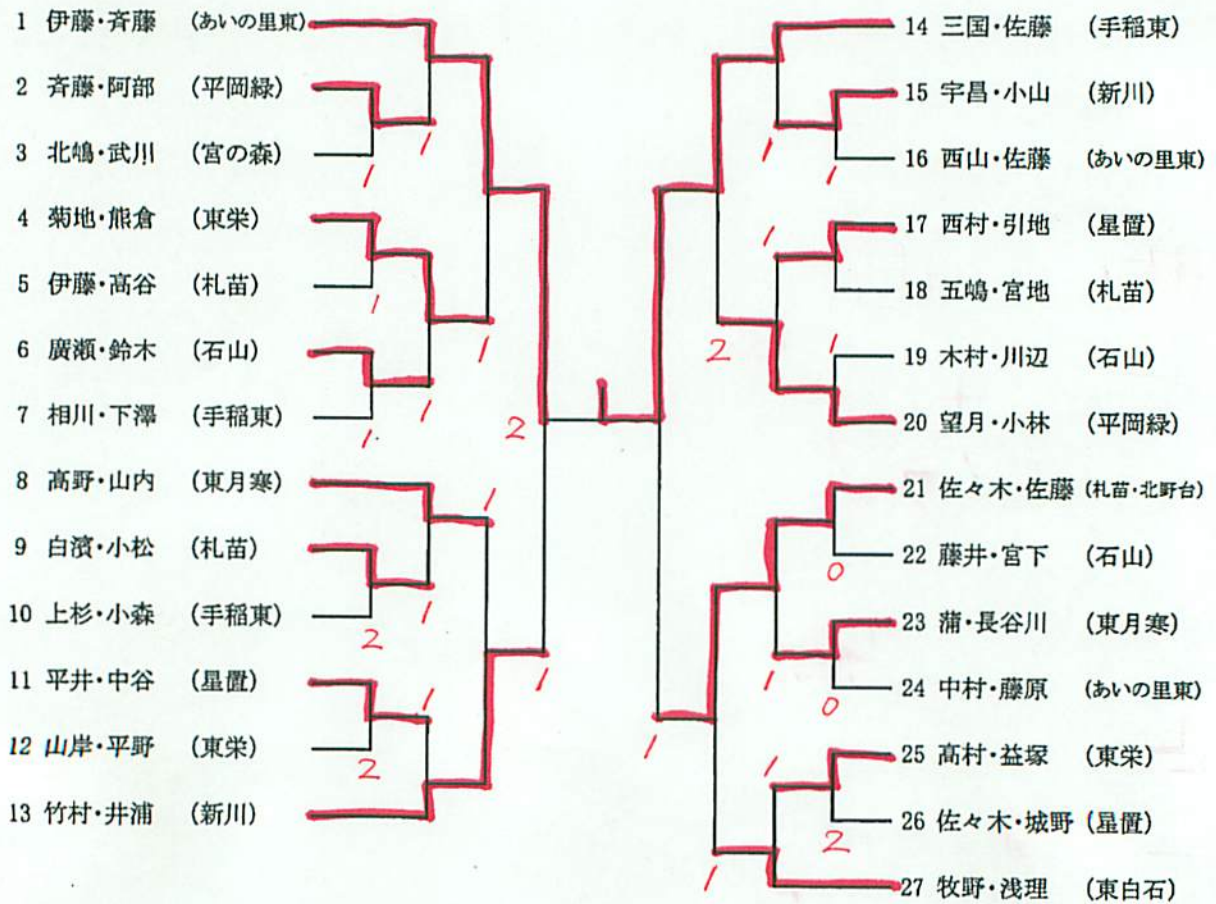 1 伊藤・斉藤 (あいの里東)
2 斉藤・阿部 (平岡緑)
3 北嶋・武川 (宮の森)
4 菊地・熊倉 (東栄)
5 伊藤・高谷 (札苗)
6 廣瀬・鈴木 (石山)
7 相川・下澤 (手稲東)
8 高野・山内 (東月寒)
9 白濱・小松 (札苗)
10 上杉・小森 (手稲東)
11 平井・中谷 (星置)
12 山岸・平野 (東栄)
13 竹村・井浦 (新川)
1
1
1
1
1
1
2
1
1
2
1
2
1
14 三国・佐藤 (手稲東)
15 宇昌・小山 (新川)
16 西山・佐藤 (あいの里東)
17 西村・引地 (星置)
18 五嶋・宮地 (札苗)
19 木村・川辺 (石山)
20 望月・小林 (平岡緑)
21 佐々木・佐藤 (札苗・北野台)
22 藤井・宮下 (石山)
23 蒲・長谷川 (東月寒)
24 中村・藤原 (あいの里東)
25 高村・益塚 (東栄)
26 佐々木・城野 (星置)
27 牧野・浅理 (東白石)
1
1
1
2
1
0
1
0
1
1
2
1